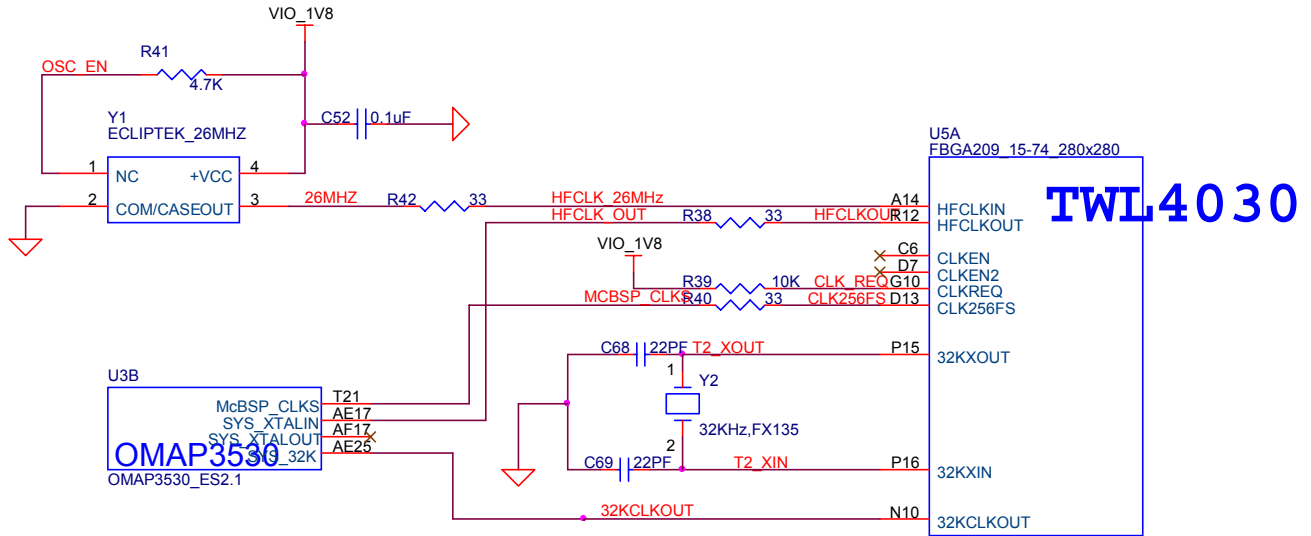 VIO_1V8
R41
OSC_EN
4.7K
C52 0.1uF
Y1
ECLIPTEK_26MHZ
1 NC +VCC 4
2 COM/CASE OUT 3
26MHZ R42 33 HFCLK_26MHz
HFCLK_OUT R38 33 HFCLKOUT
VIO_1V8
R39 10K CLK_REQ
MCBSP_CLKS R40 33 CLK256FS
U5A
FBGA209_15-74_280x280
TWL4030
A14 HFCLKIN
R12 HFCLKOUT
C6 CLKEN
D7 CLKEN2
G10 CLKREQ
D13 CLK256FS
C68 22PF T2_XOUT P15 32KXOUT
1 Y2
32KHz,FX135
2
C69 22PF T2_XIN P16 32KXIN
32KCLKOUT N10 32KCLKOUT
U3B
McBSP_CLKS T21
SYS_XTALIN AE17
SYS_XTALOUT AF17
SYS_32K AE25
OMAP3530
OMAP3530_ES2.1